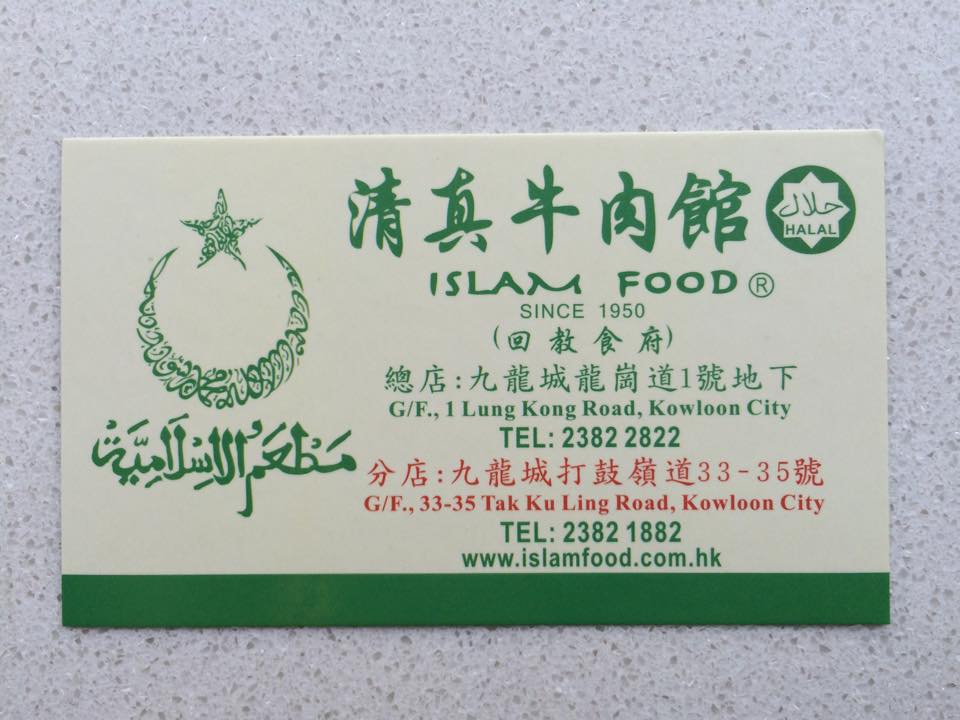 清真牛肉館
حلال
HALAL
ISLAM FOOD®
SINCE 1950
(回教食府)
總店:九龍城龍崗道1號地下
G/F., 1 Lung Kong Road, Kowloon City
TEL: 2382 2822
分店:九龍城打鼓嶺道33-35號
G/F., 33-35 Tak Ku Ling Road, Kowloon City
TEL: 2382 1882
www.islamfood.com.hk
مَطعَم الإِسْلَامِيَّة